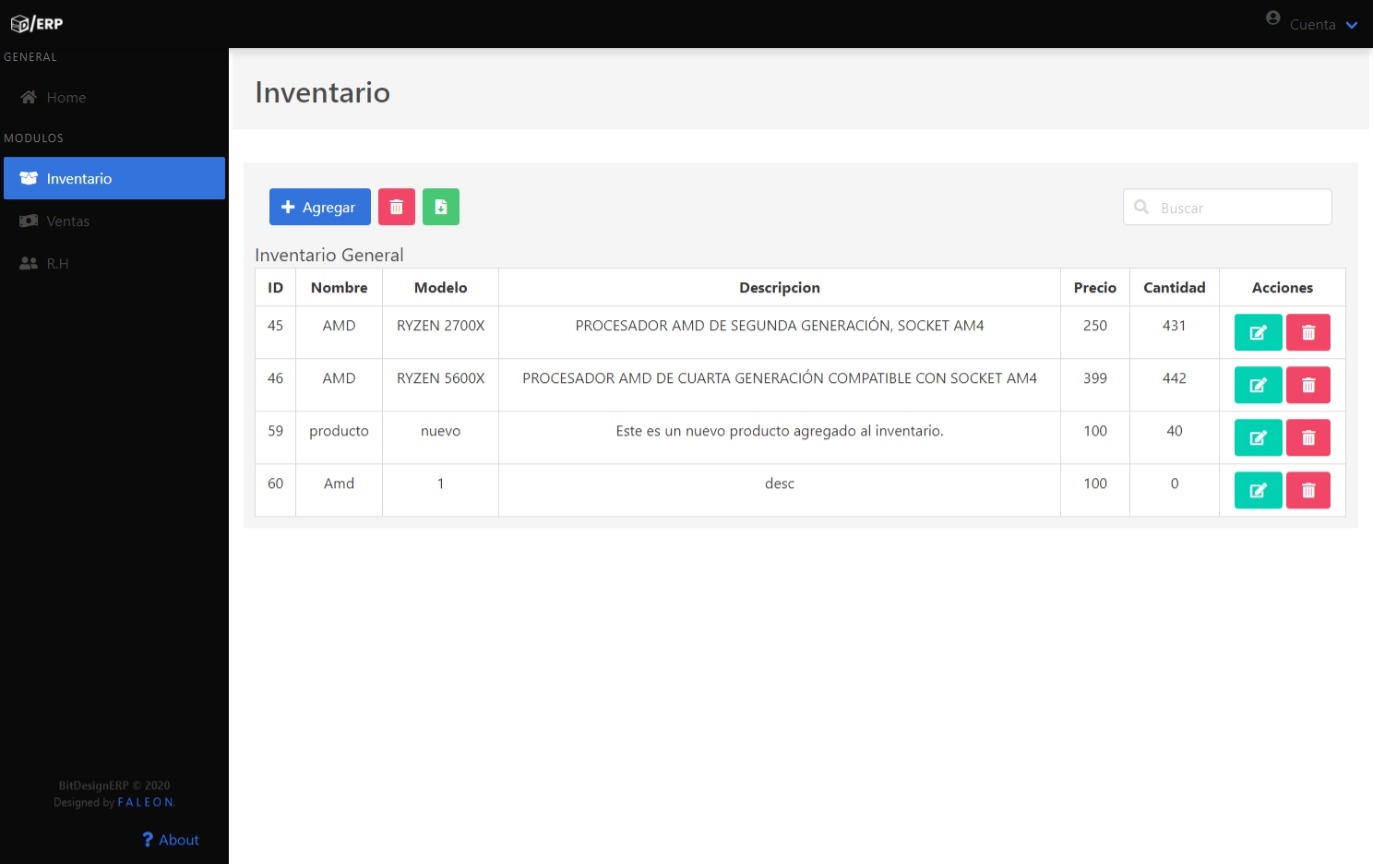 D/ERP
Cuenta
GENERAL
Home
MODULOS
Inventario
Ventas
R.H
BitDesignERP © 2020
Designed by FALEON.
? About
Inventario
Agregar
Buscar
Inventario General
ID Nombre Modelo Descripcion Precio Cantidad Acciones
45 AMD RYZEN 2700X PROCESADOR AMD DE SEGUNDA GENERACIÓN, SOCKET AM4 250 431
46 AMD RYZEN 5600X PROCESADOR AMD DE CUARTA GENERACIÓN COMPATIBLE CON SOCKET AM4 399 442
59 producto nuevo Este es un nuevo producto agregado al inventario. 100 40
60 Amd 1 desc 100 0